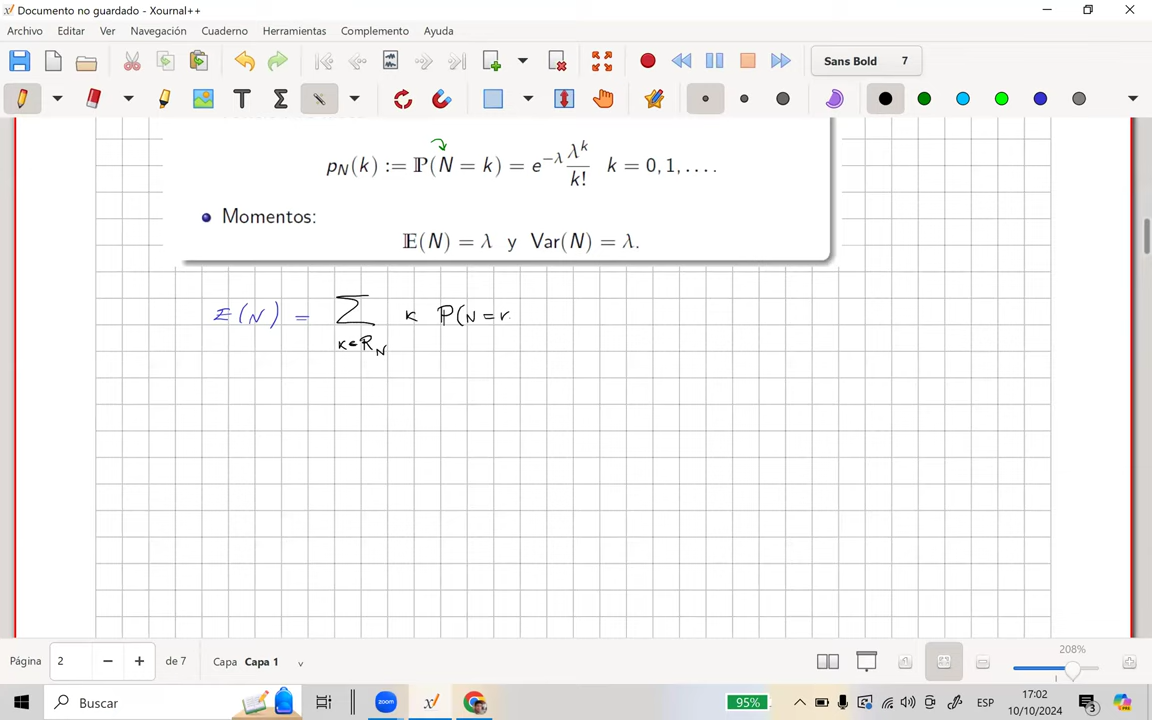 Documento no guardado - Xournal++
Archivo Editar Ver Navegación Cuaderno Herramientas Complemento Ayuda
Sans Bold 7
p_N(k) := ℙ(N = k) = e^{-λ} λ^k / k!   k = 0, 1, . . . .
Momentos:
𝔼(N) = λ y Var(N) = λ.
E(N) = ∑_{k∈R_N} k P(N=
Página 2 de 7 Capa Capa 1 208%
Buscar 95% ESP 17:02
10/10/2024 3